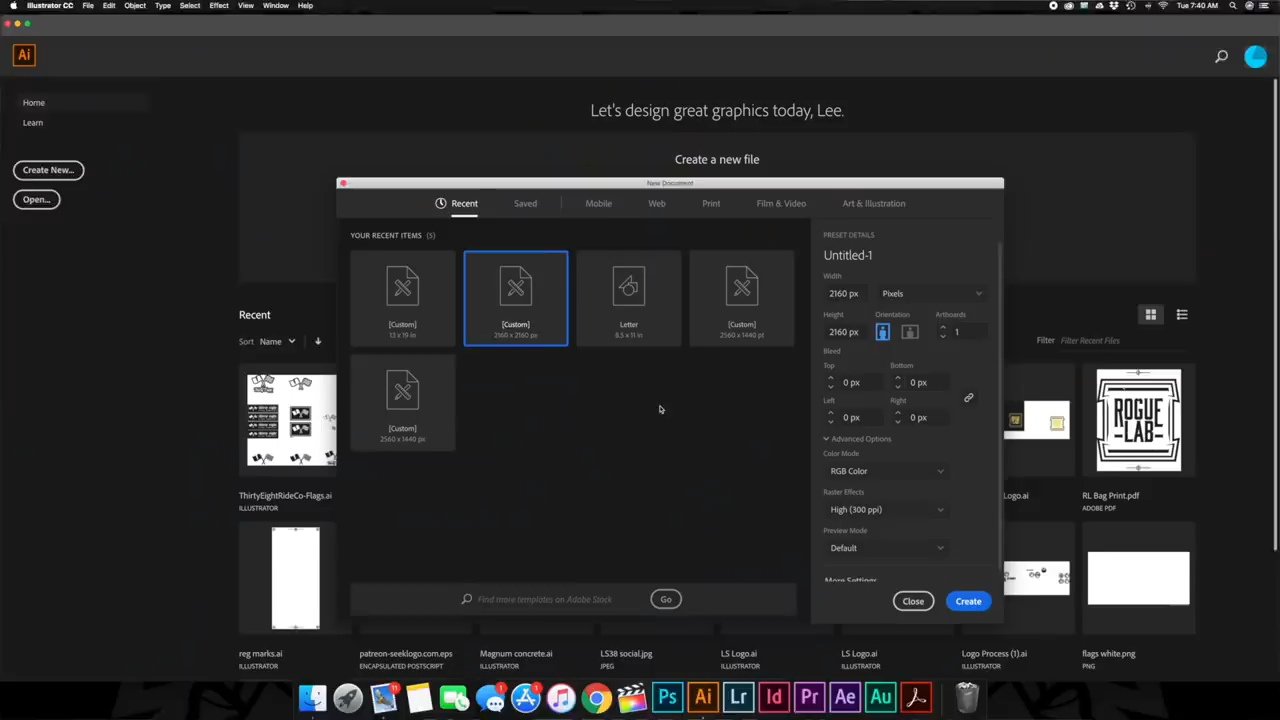 Illustrator CC File Edit Object Type Select Effect View Window Help Tue 7:40 AM
Ai
Home
Learn
Create New...
Open...
Let's design great graphics today, Lee.
Create a new file
New Document
Recent Saved Mobile Web Print Film & Video Art & Illustration
YOUR RECENT ITEMS (5)
[Custom]
13 x 19 in
[Custom]
2160 x 2160 px
Letter
8.5 x 11 in
[Custom]
2560 x 1440 pt
[Custom]
2560 x 1440 px
Find more templates on Adobe Stock Go
PRESET DETAILS
Untitled-1
Width
2160 px Pixels
Height Orientation Artboards
2160 px 1
Bleed
Top Bottom
0 px 0 px
Left Right
0 px 0 px
Advanced Options
Color Mode
RGB Color
Raster Effects
High (300 ppi)
Preview Mode
Default
More Settings
Close Create
Recent
Sort Name
Filter Filter Recent Files
ROGUE
LAB
ThirtyEightRideCo-Flags.ai
ILLUSTRATOR
Logo.ai
ILLUSTRATOR
RL Bag Print.pdf
ADOBE PDF
reg marks.ai
ILLUSTRATOR
patreon-seeklogo.com.eps
ENCAPSULATED POSTSCRIPT
Magnum concrete.ai
ILLUSTRATOR
LS38 social.jpg
JPEG
LS Logo.ai
ILLUSTRATOR
LS Logo.ai
ILLUSTRATOR
Logo Process (1).ai
ILLUSTRATOR
flags white.png
PNG
11 1 1
Ps Ai Lr Id Pr Ae Au